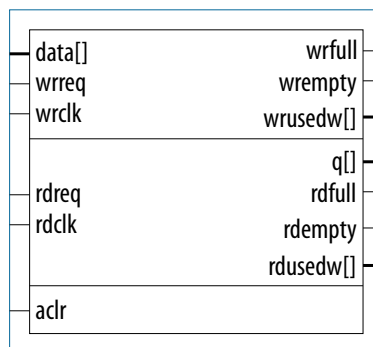 data[] wrfull
wrreq wrempty
wrclk wrusedw[]
q[]
rdreq rdfull
rdclk rdempty
rdusedw[]
aclr